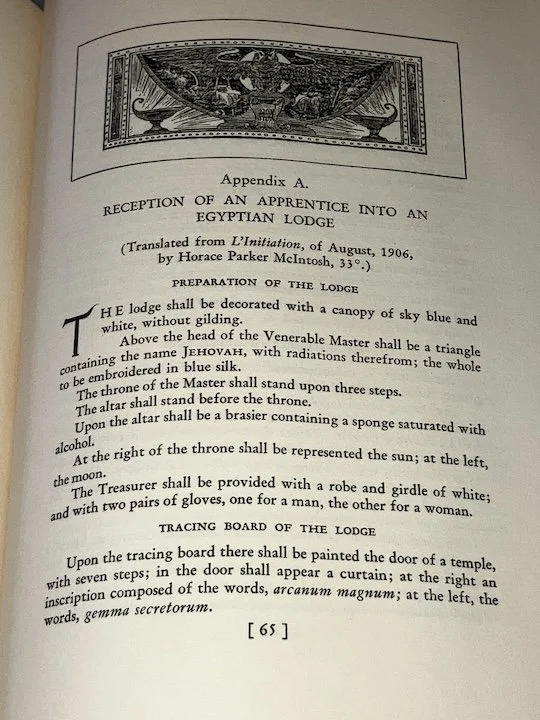 Appendix A.
RECEPTION OF AN APPRENTICE INTO AN
EGYPTIAN LODGE
(Translated from L'Initiation, of August, 1906,
by Horace Parker McIntosh, 33°.)
PREPARATION OF THE LODGE
THE lodge shall be decorated with a canopy of sky blue and
white, without gilding.
Above the head of the Venerable Master shall be a triangle
containing the name JEHOVAH, with radiations therefrom; the whole
to be embroidered in blue silk.
The throne of the Master shall stand upon three steps.
The altar shall stand before the throne.
Upon the altar shall be a brasier containing a sponge saturated with
alcohol.
At the right of the throne shall be represented the sun; at the left,
the moon.
The Treasurer shall be provided with a robe and girdle of white;
and with two pairs of gloves, one for a man, the other for a woman.
TRACING BOARD OF THE LODGE
Upon the tracing board there shall be painted the door of a temple,
with seven steps; in the door shall appear a curtain; at the right an
inscription composed of the words, arcanum magnum; at the left, the
words, gemma secretorum.
[ 65 ]